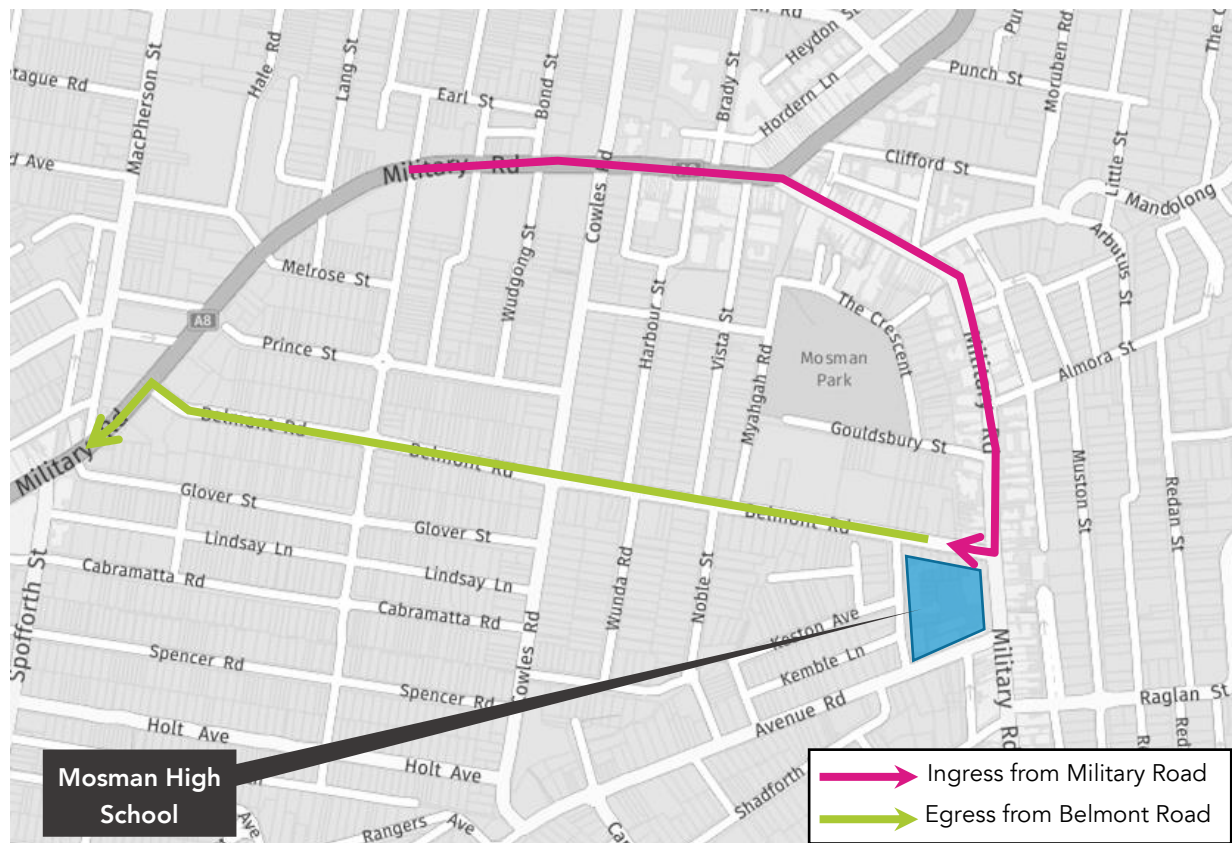 Heydon St
Punch St
Moruben Rd
The C
Hale Rd
Lang St
Bond St
Brady St
MacPherson St
etague Rd
Earl St
Hordern Ln
Clifford St
Little St
Mandolong
d Ave
Military Rd
Cowles Rd
Arbutus St
Melrose St
Wudgong St
A8
Prince St
Harbour St
Vista St
Myahgah Rd
The Crescent
Mosman
Park
Military Rd
Almora St
Belmont Rd
Belmont Rd
Gouldsbury St
Muston St
Redan St
Military
Glover St
Glover St
Belmont Rd
Lindsay Ln
Lindsay Ln
Cabramatta Rd
Cabramatta Rd
Wunda Rd
Noble St
Keston Ave
Kemble Ln
Spofforth St
Spencer Rd
Spencer Rd
Cowles Rd
Military Rd
Raglan St
Avenue Rd
Holt Ave
Holt Ave
Shadforth
Rangers Ave
Ave
Red
Mosman High
School
Ingress from Military Road
Egress from Belmont Road